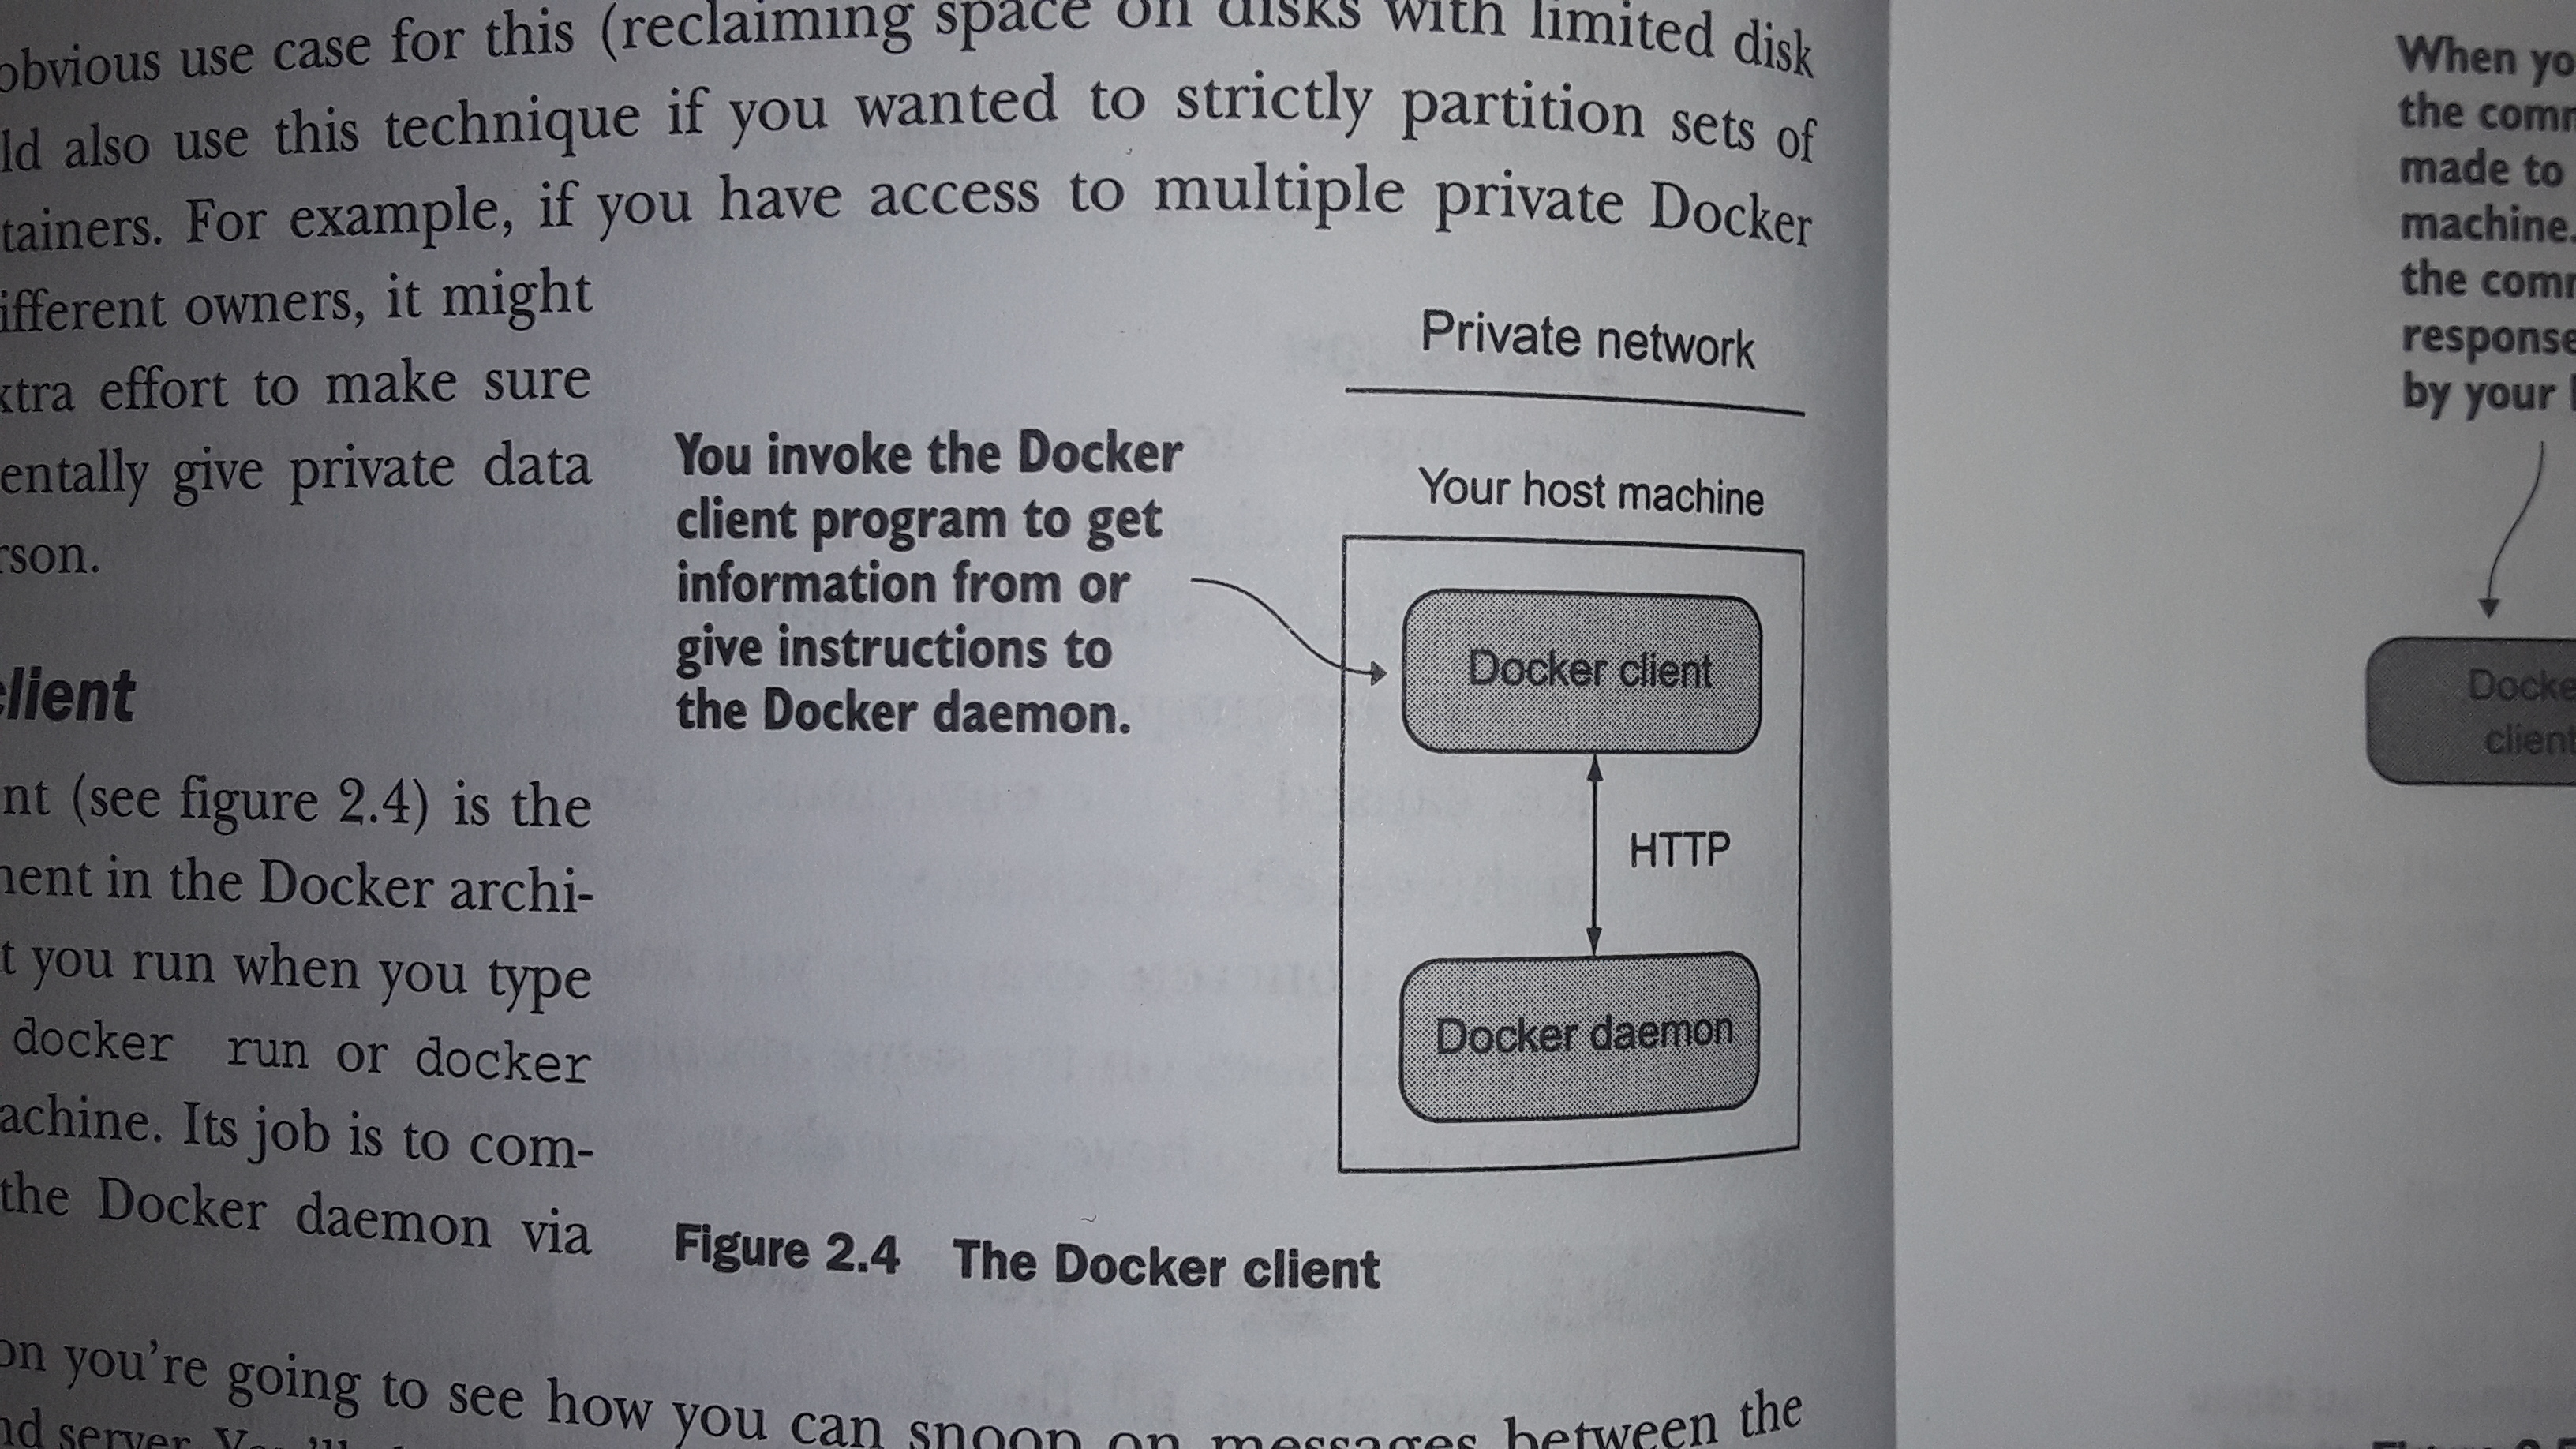 obvious use case for this (reclaiming space on disks with limited disk
ld also use this technique if you wanted to strictly partition sets of
tainers. For example, if you have access to multiple private Docker
ifferent owners, it might
xtra effort to make sure
entally give private data
rson.
client
nt (see figure 2.4) is the
nent in the Docker archi-
t you run when you type
docker run or docker
achine. Its job is to com-
the Docker daemon via
Private network
Your host machine
You invoke the Docker
client program to get
information from or
give instructions to
the Docker daemon.
Docker client
HTTP
Docker daemon
Figure 2.4 The Docker client
on you're going to see how you can snoop on messages between the
nd server.
When yo
the comm
made to
machine.
the comm
response
by your
Docke
client